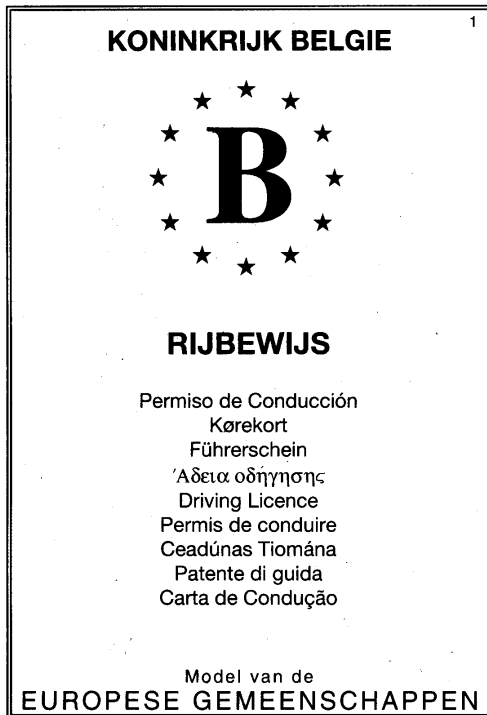 1
KONINKRIJK BELGIE
B
RIJBEWIJS
Permiso de Conducción
Kørekort
Führerschein
Άδεια οδήγησης
Driving Licence
Permis de conduire
Ceadúnas Tiomána
Patente di guida
Carta de Condução
Model van de
EUROPESE GEMEENSCHAPPEN